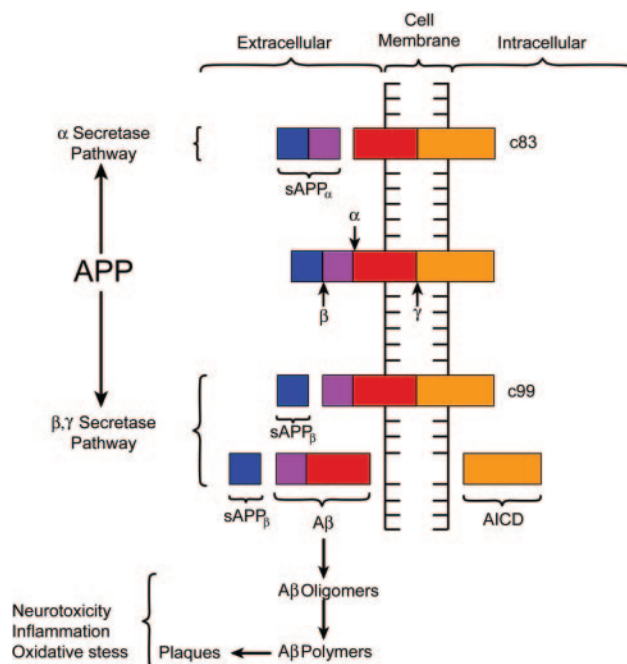 Extracellular
Cell
Membrane
Intracellular
α Secretase
Pathway
c83
sAPPα
α
APP
β
γ
c99
sAPPβ
β,γ Secretase
Pathway
sAPPβ
Aβ
AICD
Aβ Oligomers
Neurotoxicity
Inflammation
Oxidative stess
Plaques
Aβ Polymers